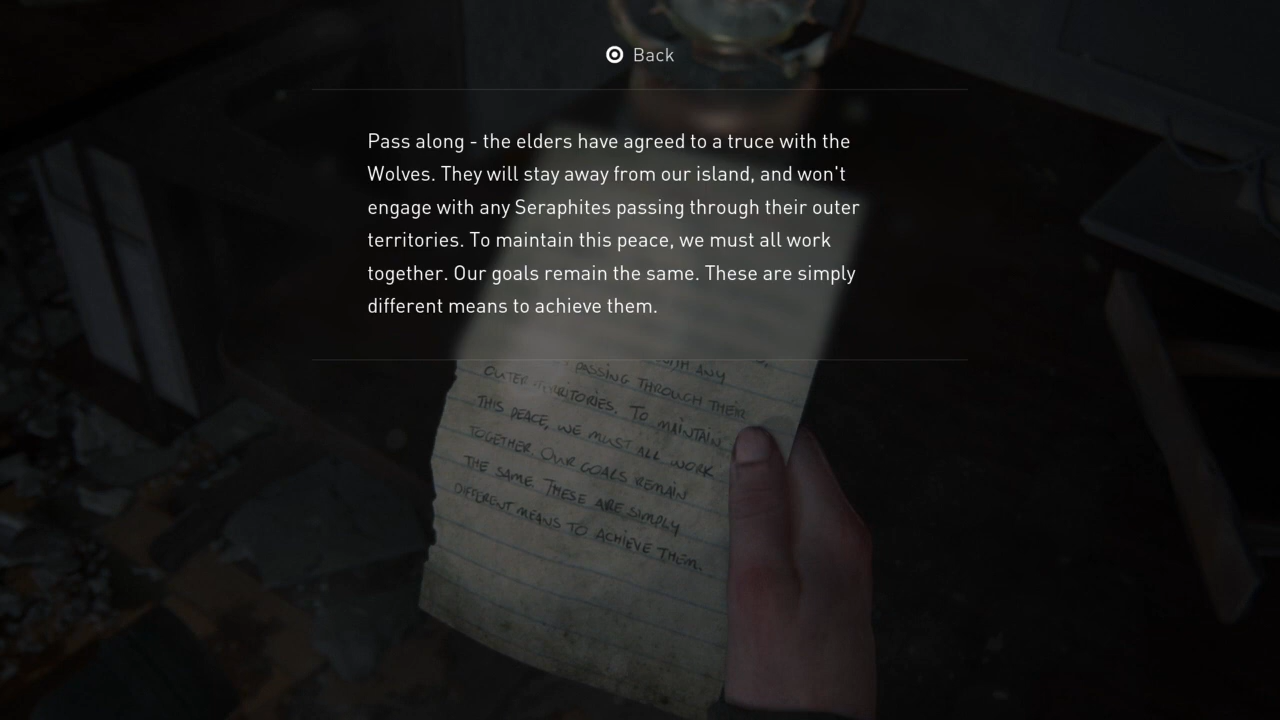 Back
Pass along - the elders have agreed to a truce with the
Wolves. They will stay away from our island, and won't
engage with any Seraphites passing through their outer
territories. To maintain this peace, we must all work
together. Our goals remain the same. These are simply
different means to achieve them.
WITH ANY
PASSING THROUGH THEIR
OUTER TERRITORIES. TO MAINTAIN
THIS PEACE, WE MUST ALL WORK
TOGETHER. OUR GOALS REMAIN
THE SAME. THESE ARE SIMPLY
DIFFERENT MEANS TO ACHIEVE THEM.